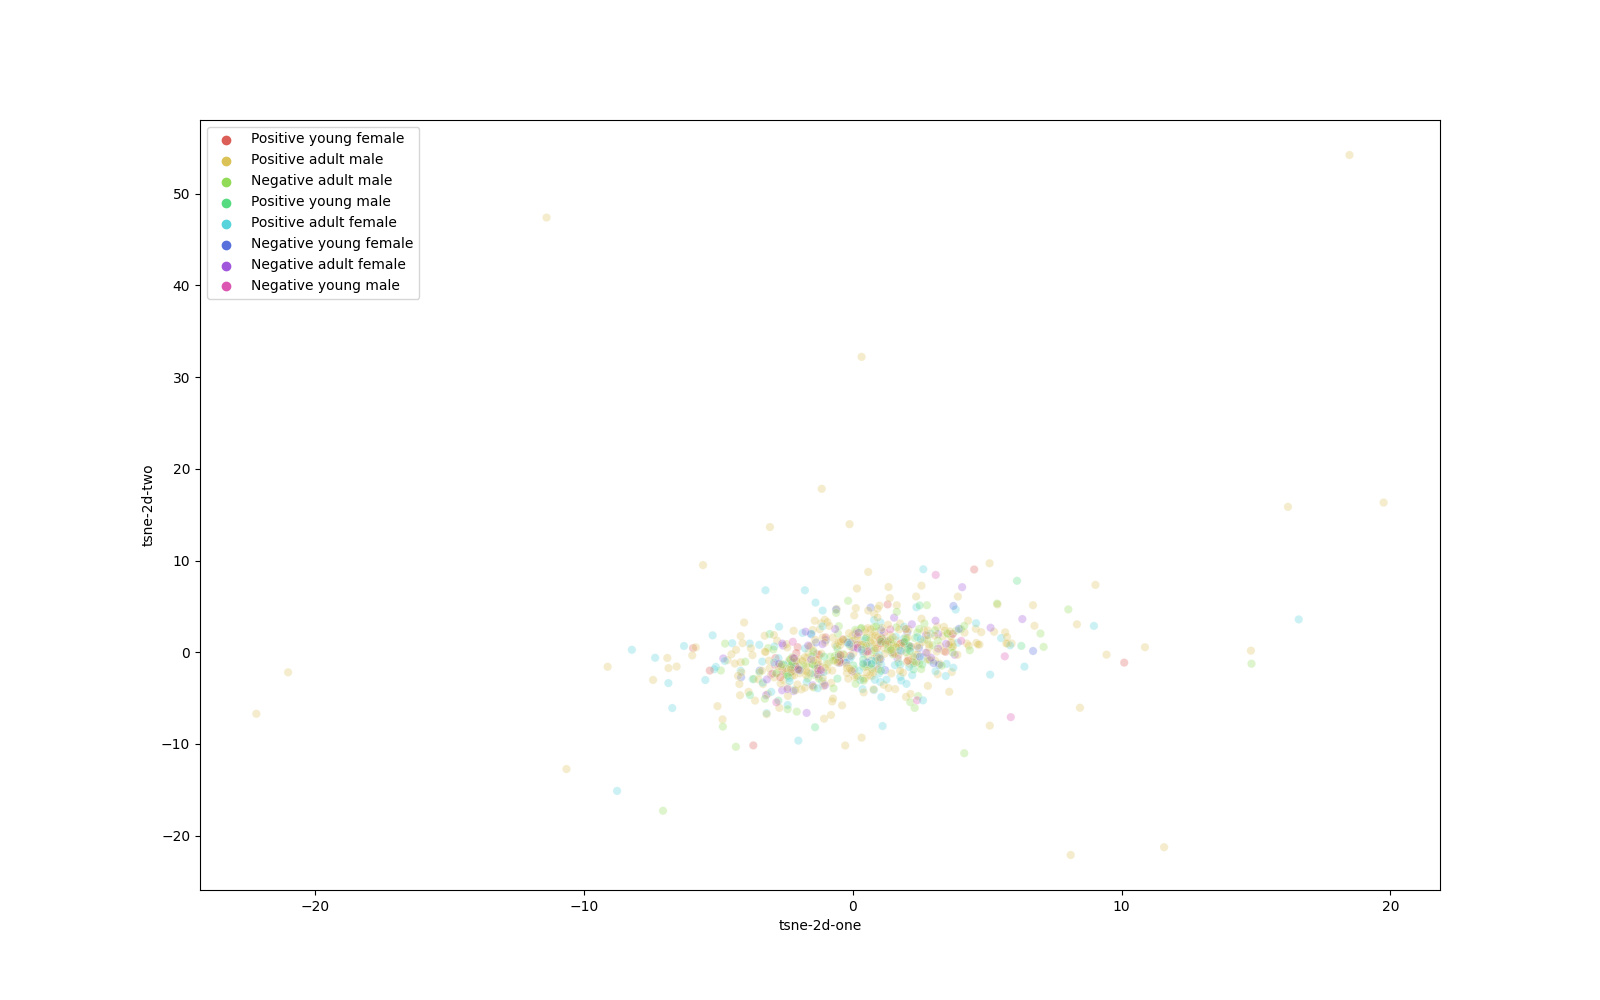 Positive young female
Positive adult male
Negative adult male
Positive young male
Positive adult female
Negative young female
Negative adult female
Negative young male
50
40
30
20
10
0
−10
−20
tsne-2d-two
−20 −10 0 10 20
tsne-2d-one